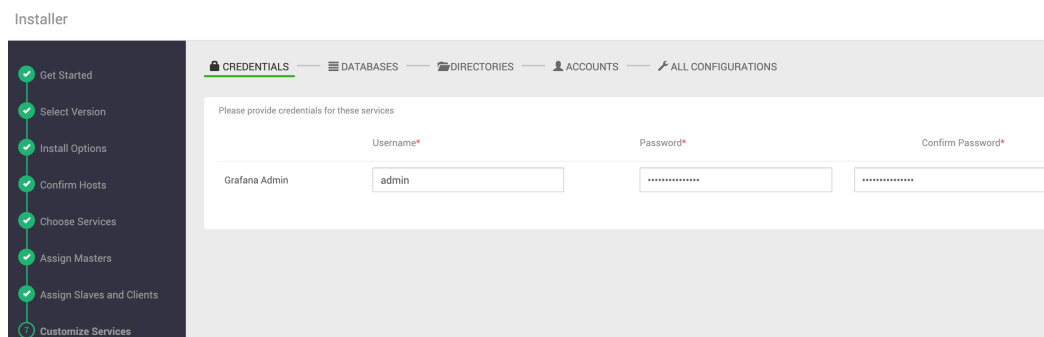 Installer
Get Started
Select Version
Install Options
Confirm Hosts
Choose Services
Assign Masters
Assign Slaves and Clients
7 Customize Services
CREDENTIALS DATABASES DIRECTORIES ACCOUNTS ALL CONFIGURATIONS
Please provide credentials for these services
Username* Password* Confirm Password*
Grafana Admin admin ••••••••••••••• •••••••••••••••